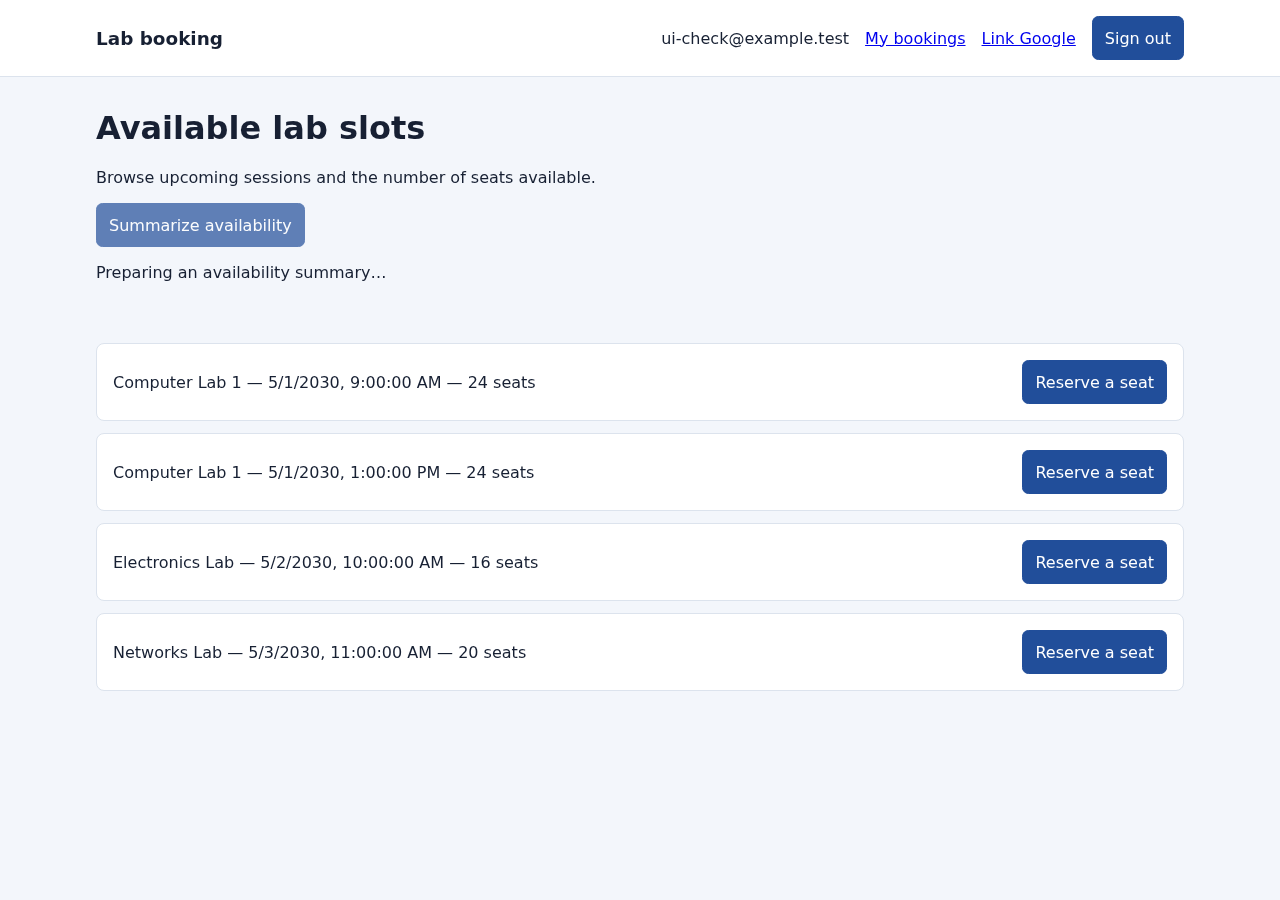 Lab booking
ui-check@example.test My bookings Link Google Sign out
Available lab slots
Browse upcoming sessions and the number of seats available.
Summarize availability
Preparing an availability summary…
Computer Lab 1 — 5/1/2030, 9:00:00 AM — 24 seats Reserve a seat
Computer Lab 1 — 5/1/2030, 1:00:00 PM — 24 seats Reserve a seat
Electronics Lab — 5/2/2030, 10:00:00 AM — 16 seats Reserve a seat
Networks Lab — 5/3/2030, 11:00:00 AM — 20 seats Reserve a seat